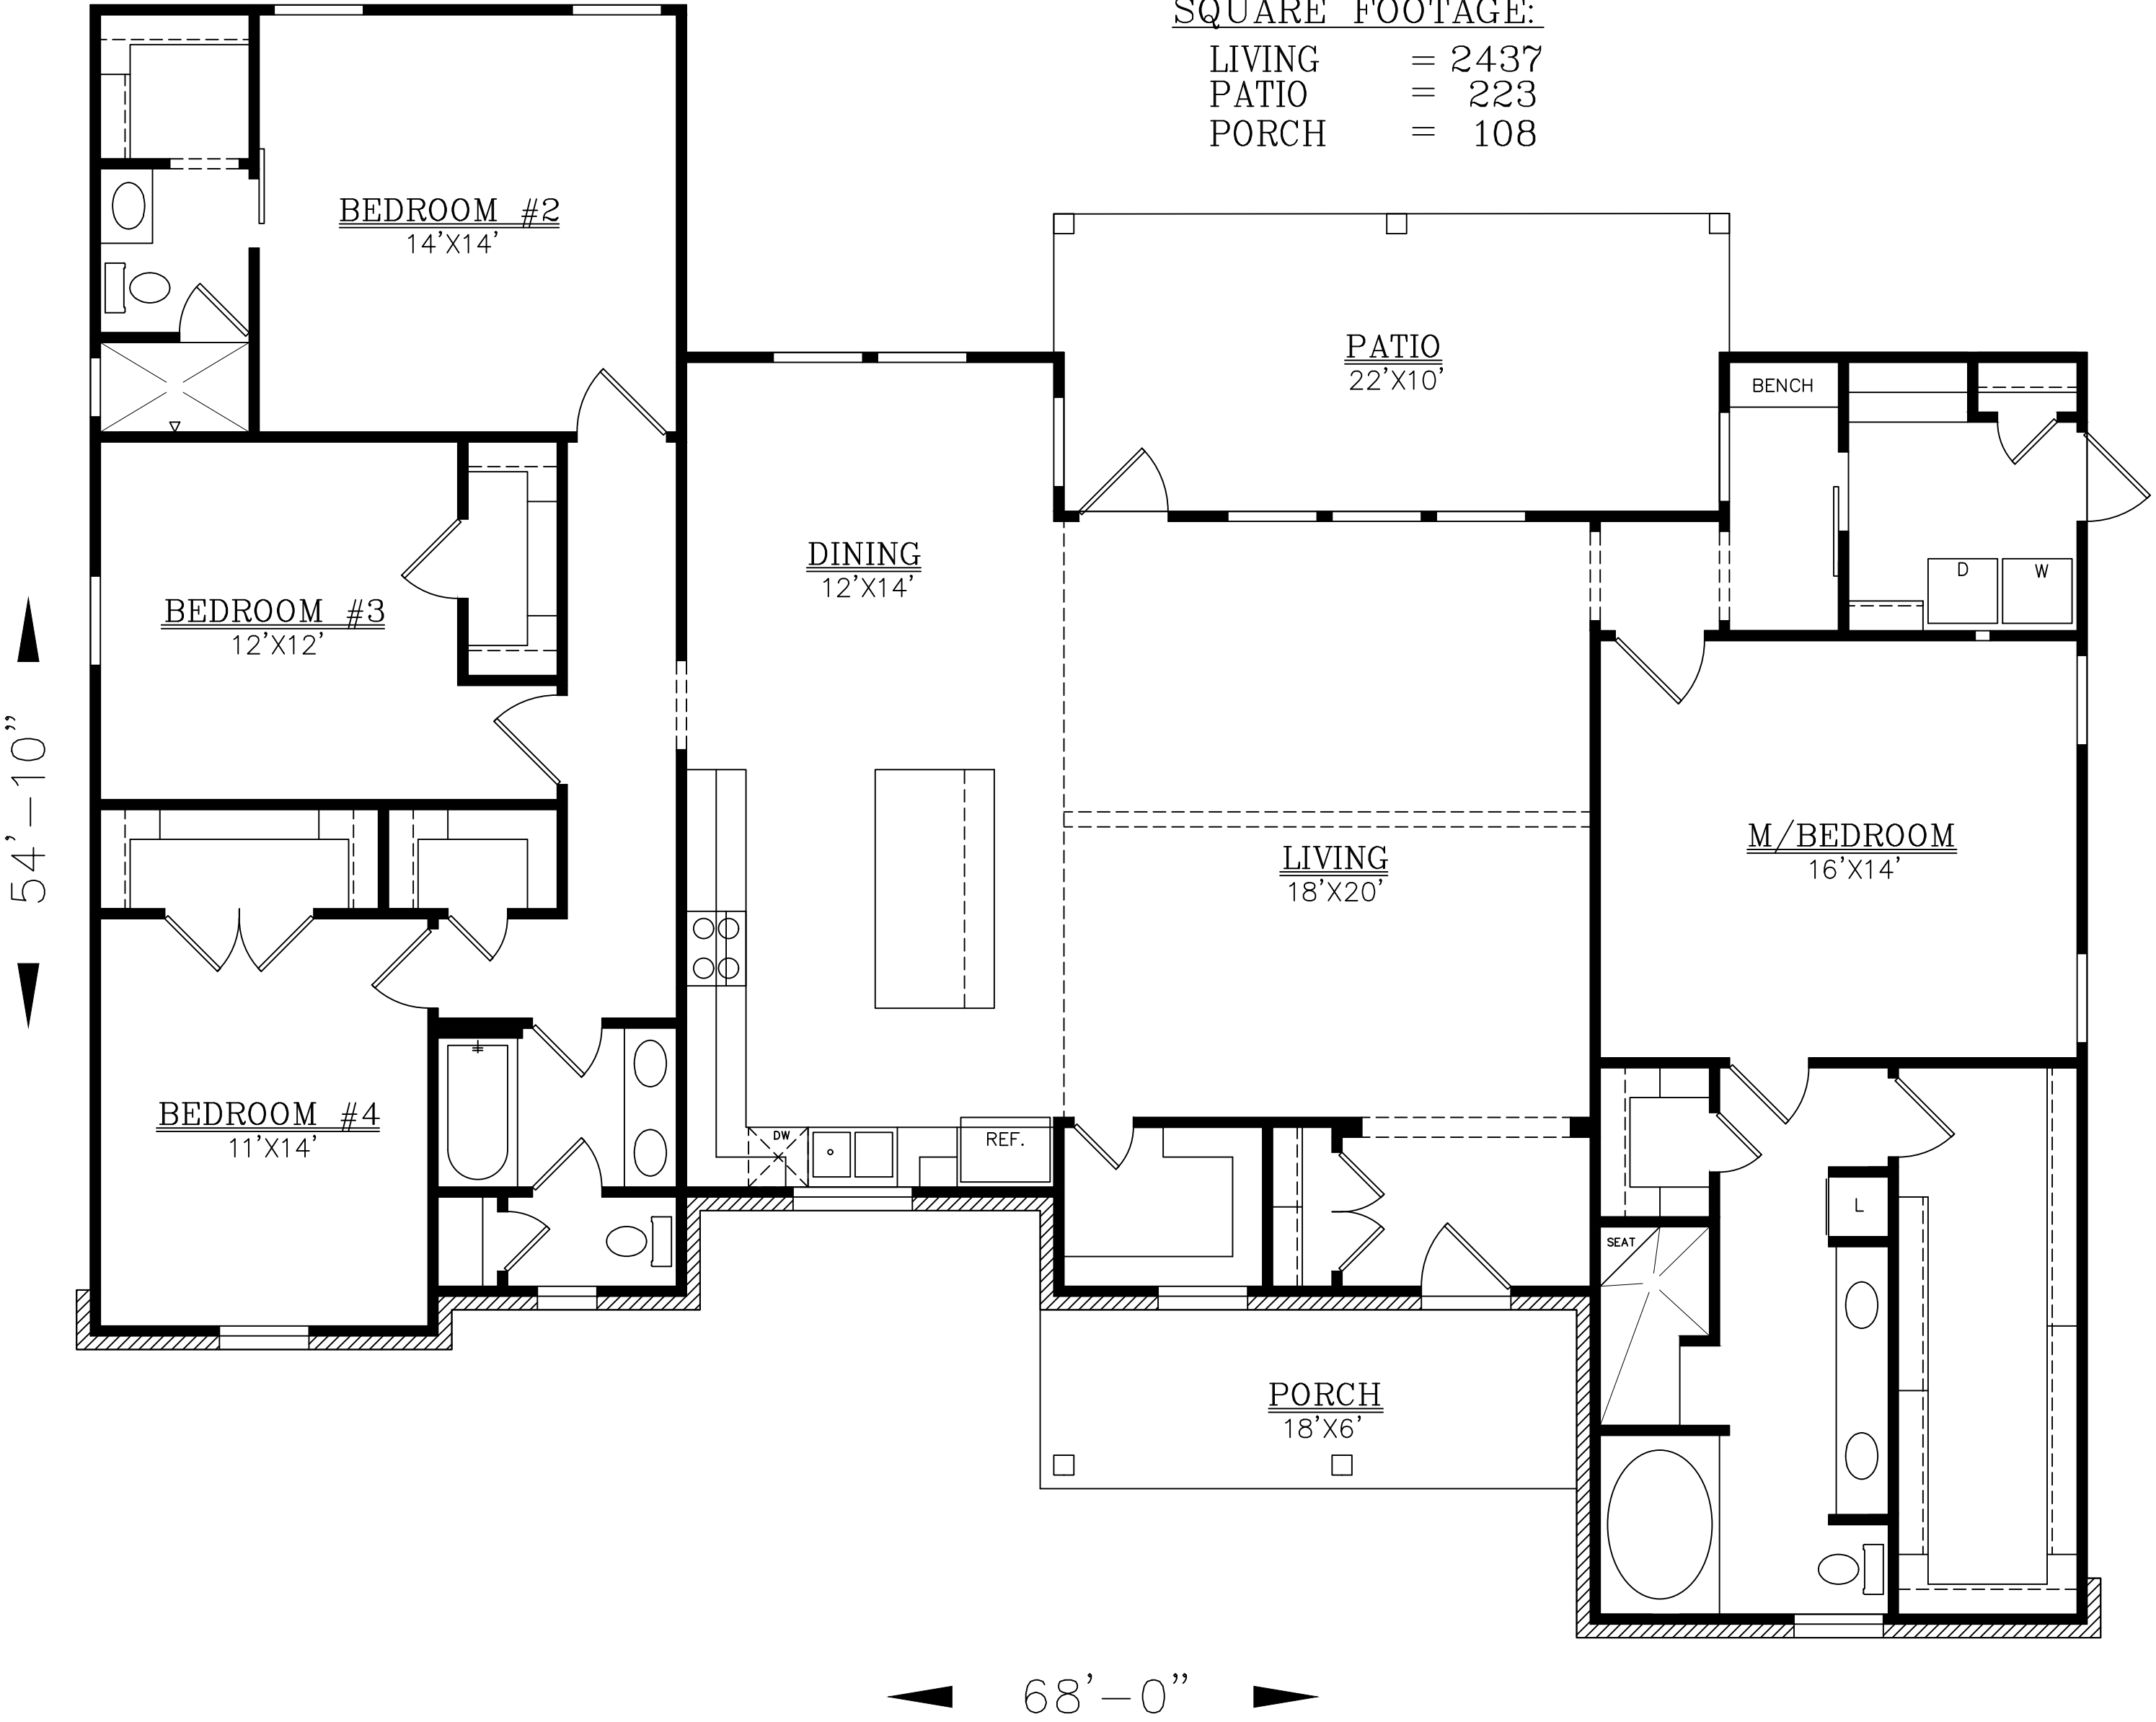 SQUARE FOOTAGE:
LIVING = 2437
PATIO = 223
PORCH = 108
BEDROOM #2
14'X14'
PATIO
22'X10'
BENCH
DINING
12'X14'
D
W
BEDROOM #3
12'X12'
54'-10"
LIVING
18'X20'
M/BEDROOM
16'X14'
BEDROOM #4
11'X14'
DW
REF.
L
SEAT
PORCH
18'X6'
68'-0"